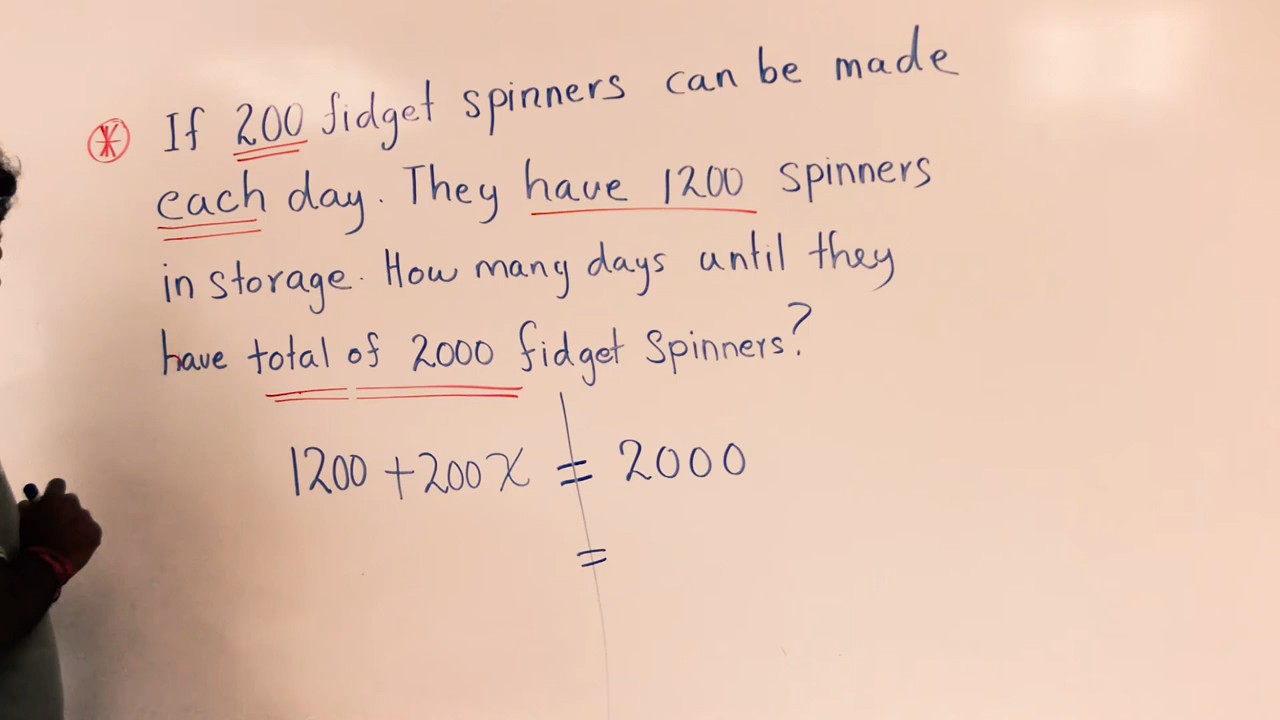 If 200 fidget spinners can be made
each day. They have 1200 spinners
in storage. How many days until they
have total of 2000 fidget Spinners?
1200 + 200x = 2000
=